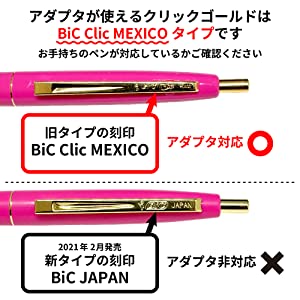 アダプタが使えるクリックゴールドは
BiC Clic MEXICO タイプです
お手持ちのペンが対応しているかご確認ください
旧タイプの刻印
BiC Clic MEXICO
アダプタ対応
JAPAN
2021年 2月発売
新タイプの刻印
BiC JAPAN
アダプタ非対応